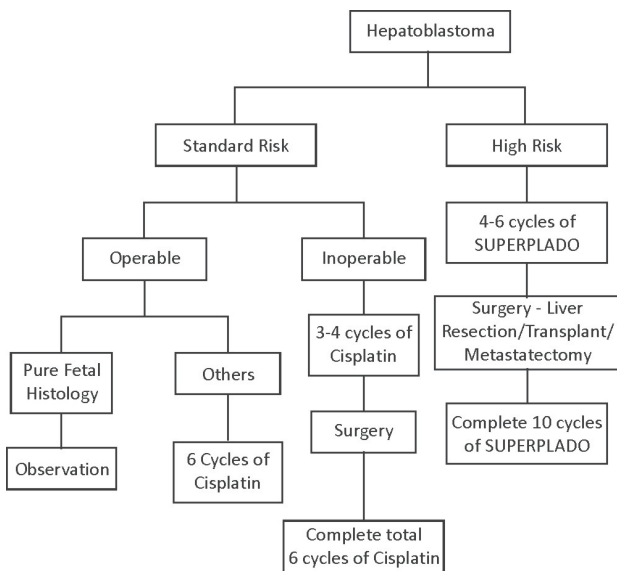 Hepatoblastoma
Standard Risk
High Risk
4-6 cycles of
SUPERPLADO
Operable
Inoperable
Surgery - Liver
Resection/Transplant/
Metastatectomy
3-4 cycles of
Cisplatin
Pure Fetal
Histology
Others
Complete 10 cycles
of SUPERPLADO
Surgery
Observation
6 Cycles of
Cisplatin
Complete total
6 cycles of Cisplatin